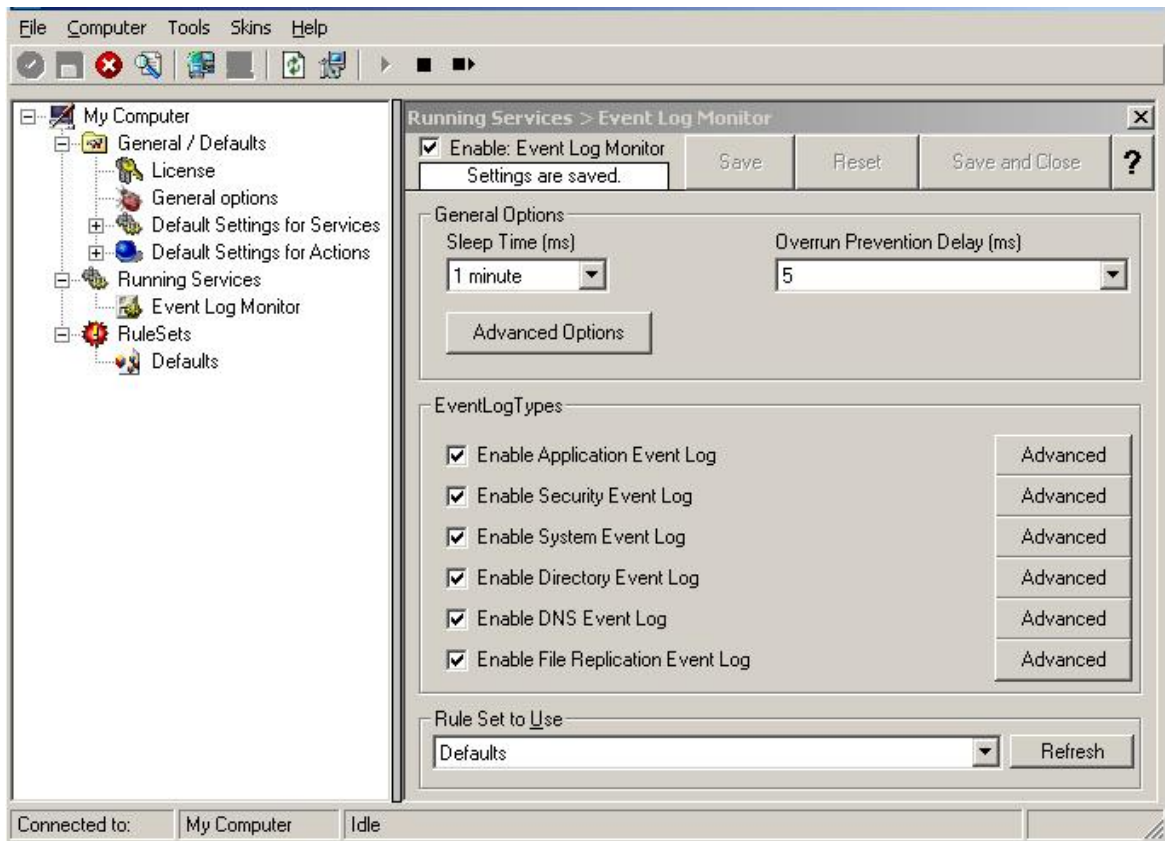 File Computer Tools Skins Help
My Computer
General / Defaults
License
General options
Default Settings for Services
Default Settings for Actions
Running Services
Event Log Monitor
RuleSets
Defaults
Running Services > Event Log Monitor
Enable: Event Log Monitor
Settings are saved.
Save Reset Save and Close ?
General Options
Sleep Time (ms) Overrun Prevention Delay (ms)
1 minute 5
Advanced Options
EventLogTypes
Enable Application Event Log Advanced
Enable Security Event Log Advanced
Enable System Event Log Advanced
Enable Directory Event Log Advanced
Enable DNS Event Log Advanced
Enable File Replication Event Log Advanced
Rule Set to Use
Defaults Refresh
Connected to: My Computer Idle